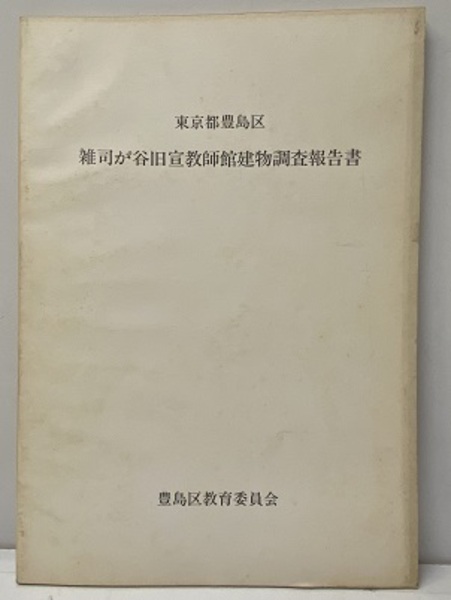 東京都豊島区
雑司が谷旧宣教師館建物調査報告書
豊島区教育委員会